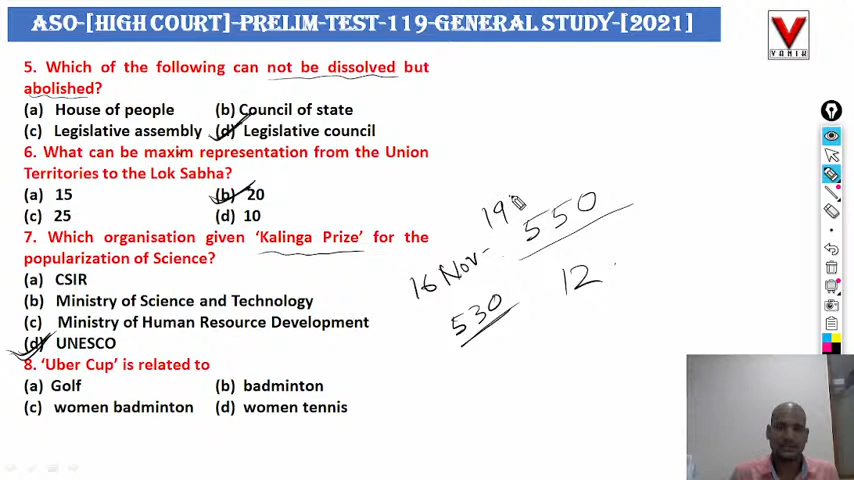 ASO-[HIGH COURT]-PRELIM-TEST-119-GENERAL STUDY-[2021]
VAMIA
5. Which of the following can not be dissolved but
abolished?
(a) House of people (b) Council of state
(c) Legislative assembly (d) Legislative council
6. What can be maxim representation from the Union
Territories to the Lok Sabha?
(a) 15 (b) 20
(c) 25 (d) 10
7. Which organisation given ‘Kalinga Prize’ for the
popularization of Science?
(a) CSIR
(b) Ministry of Science and Technology
(c) Ministry of Human Resource Development
(d) UNESCO
8. ‘Uber Cup’ is related to
(a) Golf (b) badminton
(c) women badminton (d) women tennis
550
19
16 Nov-
12
530